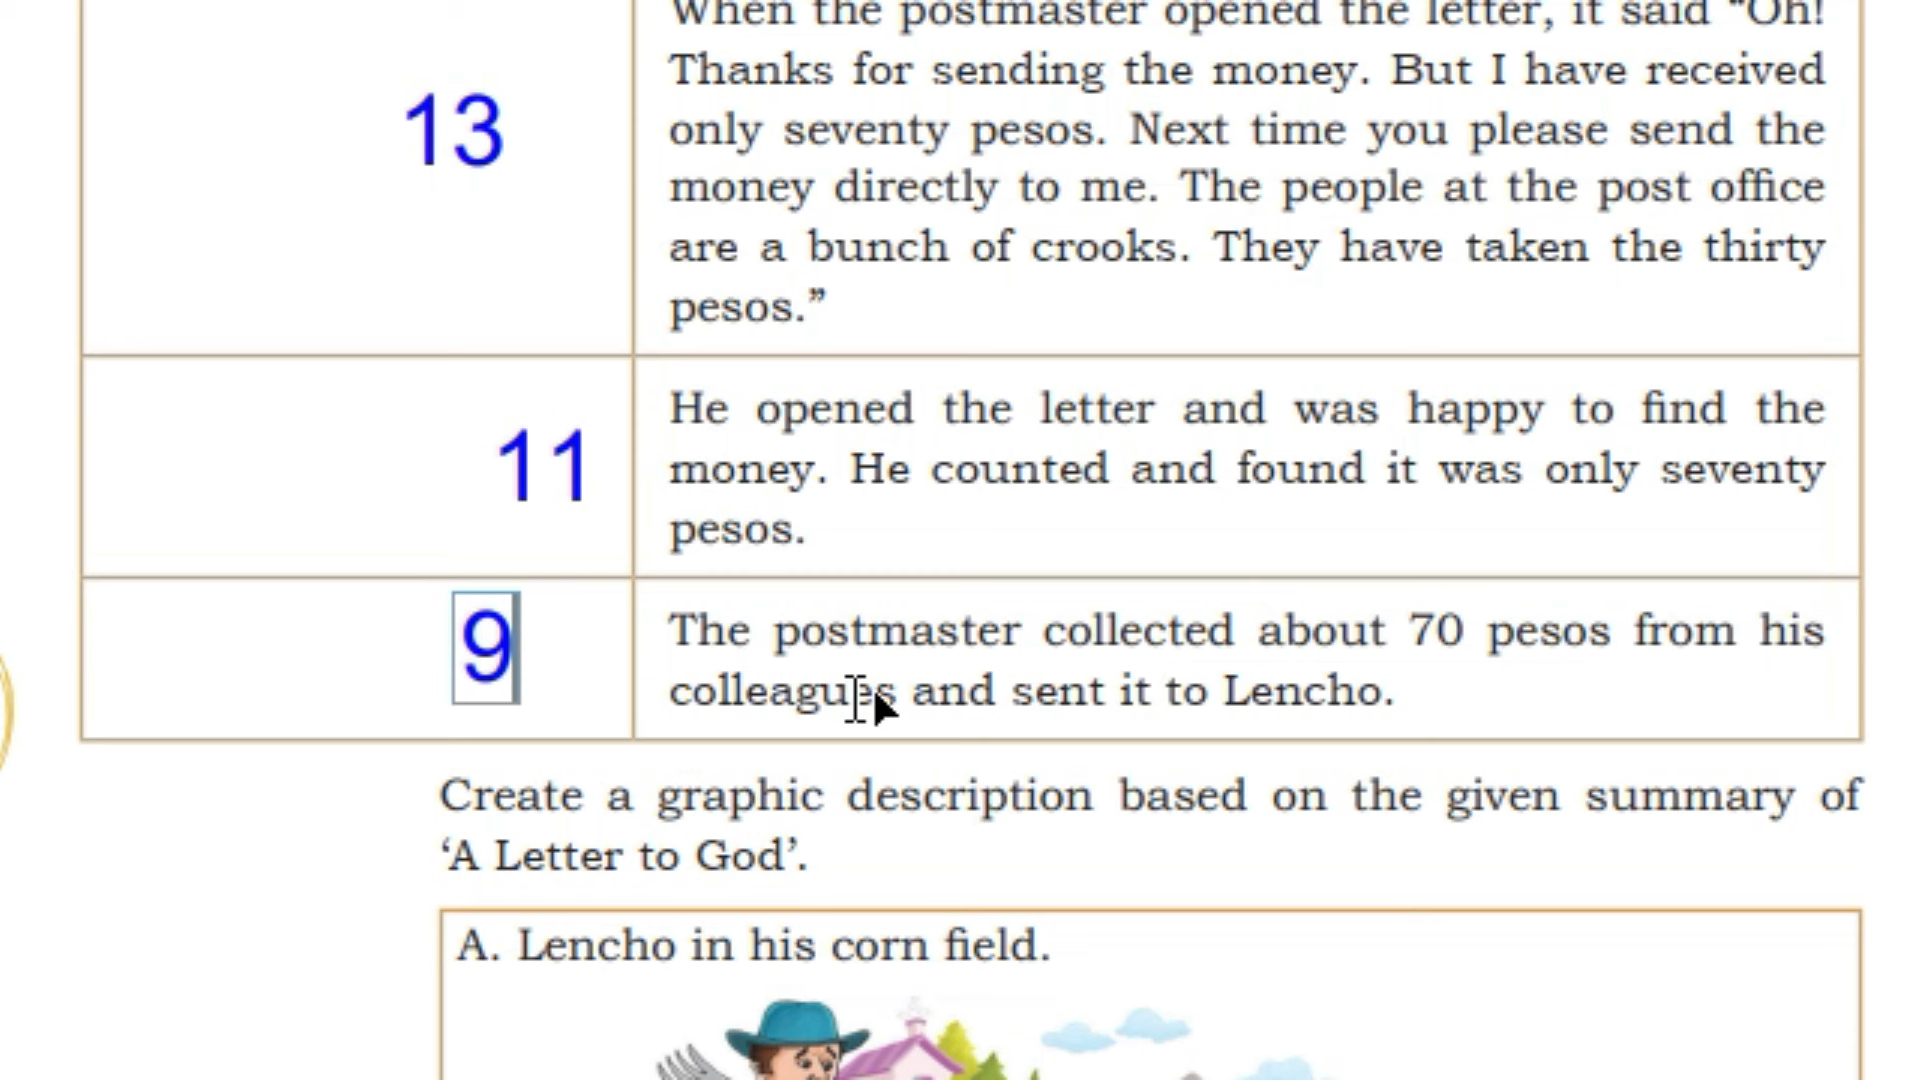 When the postmaster opened the letter, it said “Oh!
Thanks for sending the money. But I have received
only seventy pesos. Next time you please send the
money directly to me. The people at the post office
are a bunch of crooks. They have taken the thirty
pesos.”
13
He opened the letter and was happy to find the
money. He counted and found it was only seventy
pesos.
11
The postmaster collected about 70 pesos from his
colleagues and sent it to Lencho.
9
Create a graphic description based on the given summary of
‘A Letter to God’.
A. Lencho in his corn field.